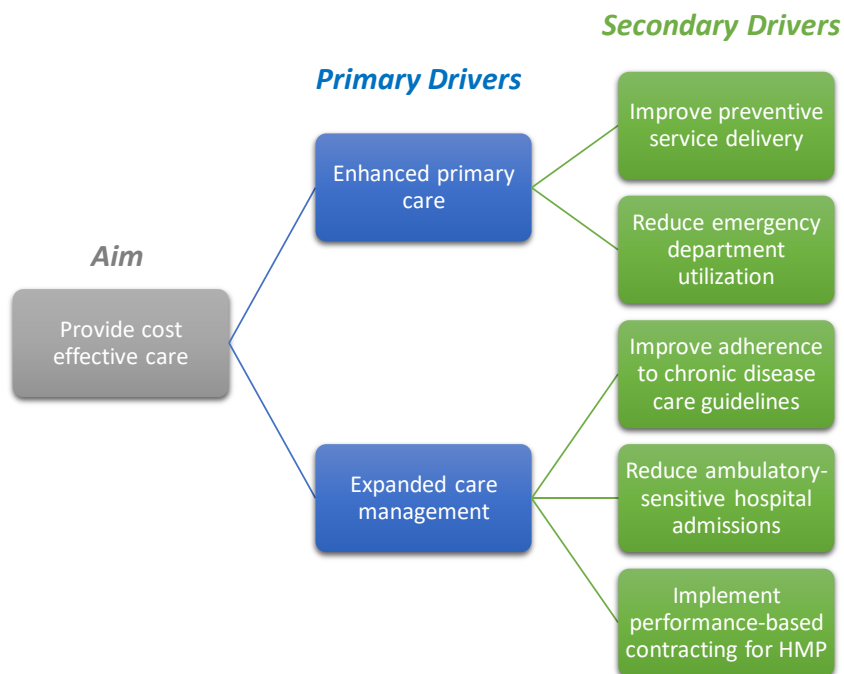 Secondary Drivers
Primary Drivers
Aim
Provide cost
effective care
Enhanced primary
care
Expanded care
management
Improve preventive
service delivery
Reduce emergency
department
utilization
Improve adherence
to chronic disease
care guidelines
Reduce ambulatory-
sensitive hospital
admissions
Implement
performance-based
contracting for HMP